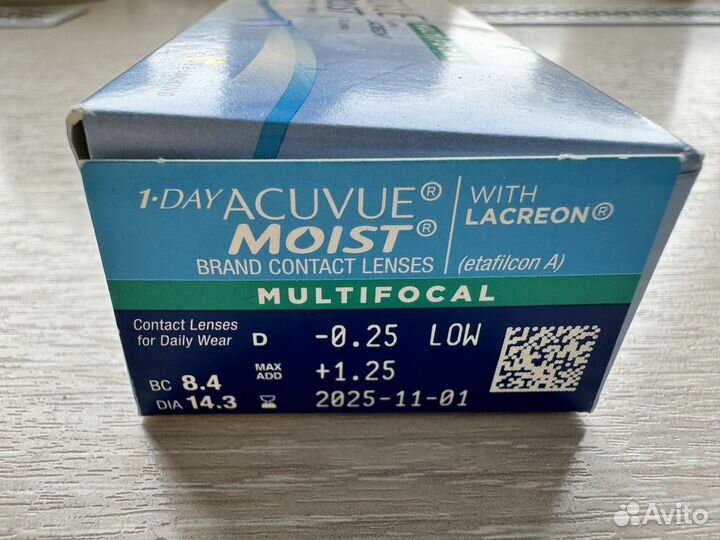 1·DAY ACUVUE®
MOIST®
BRAND CONTACT LENSES
WITH
LACREON®
(etafilcon A)
MULTIFOCAL
Contact Lenses
for Daily Wear
D -0.25 LOW
MAX
ADD +1.25
BC 8.4
DIA 14.3
2025-11-01
Avito